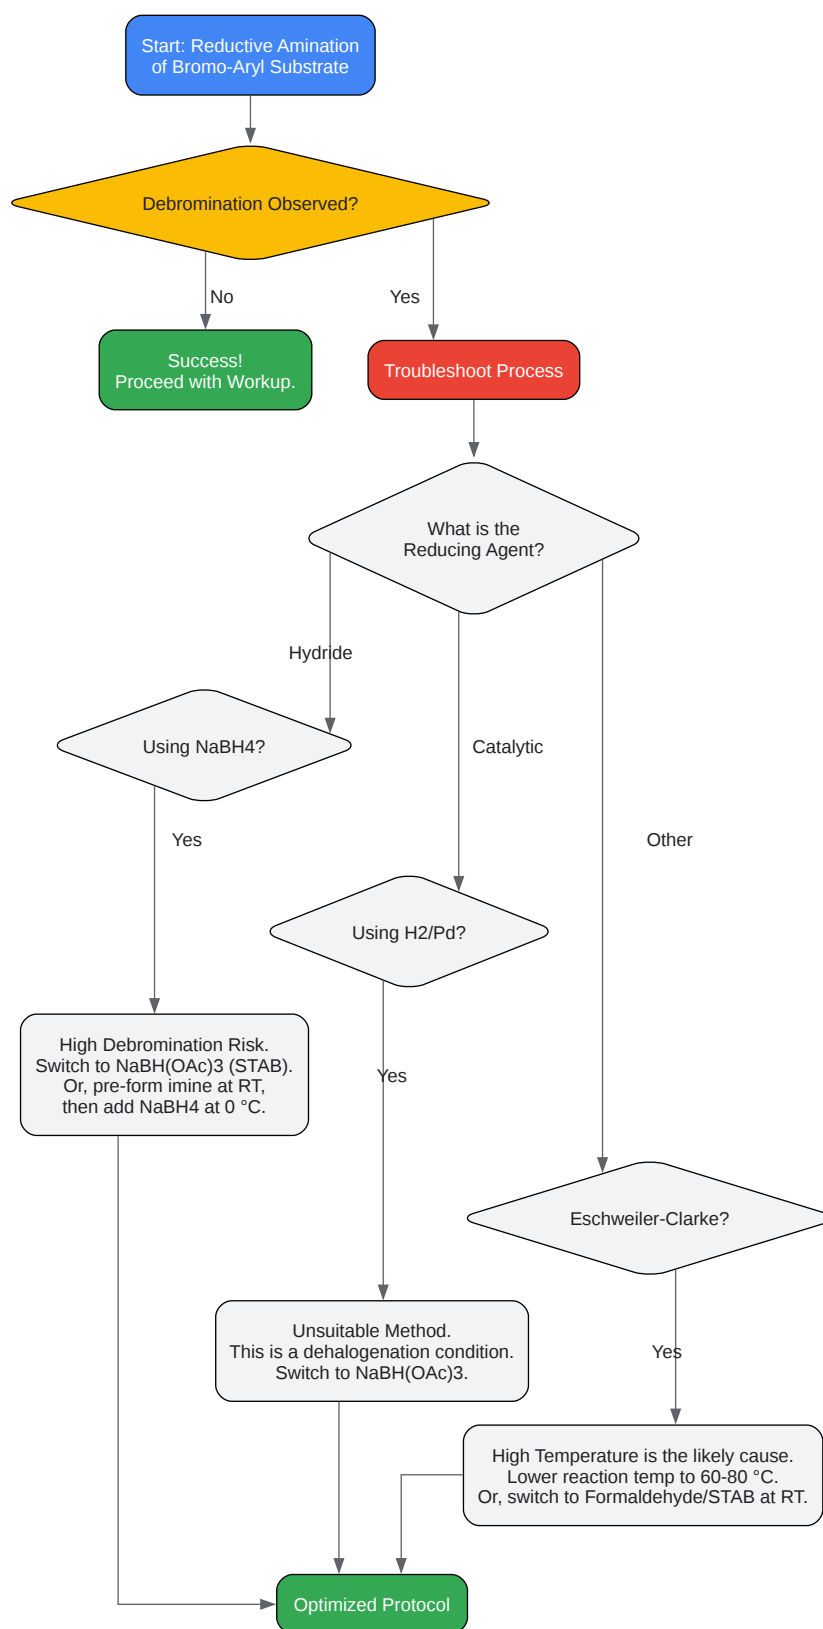 Start: Reductive Amination
of Bromo-Aryl Substrate
Debromination Observed?
No
Yes
Success!
Proceed with Workup.
Troubleshoot Process
What is the
Reducing Agent?
Hydride
Using NaBH4?
Catalytic
Yes
Other
Using H2/Pd?
High Debromination Risk.
Switch to NaBH(OAc)3 (STAB).
Or, pre-form imine at RT,
then add NaBH4 at 0 °C.
Yes
Eschweiler-Clarke?
Unsuitable Method.
This is a dehalogenation condition.
Switch to NaBH(OAc)3.
Yes
High Temperature is the likely cause.
Lower reaction temp to 60-80 °C.
Or, switch to Formaldehyde/STAB at RT.
Optimized Protocol